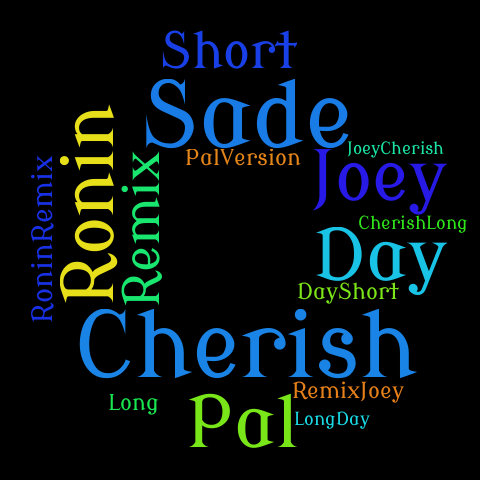 Short
Sade
PalVersion
JoeyCherish
Joey
Ronin
Remix
RoninRemix
CherishLong
Day
DayShort
Cherish
RemixJoey
Long
Pal
LongDay